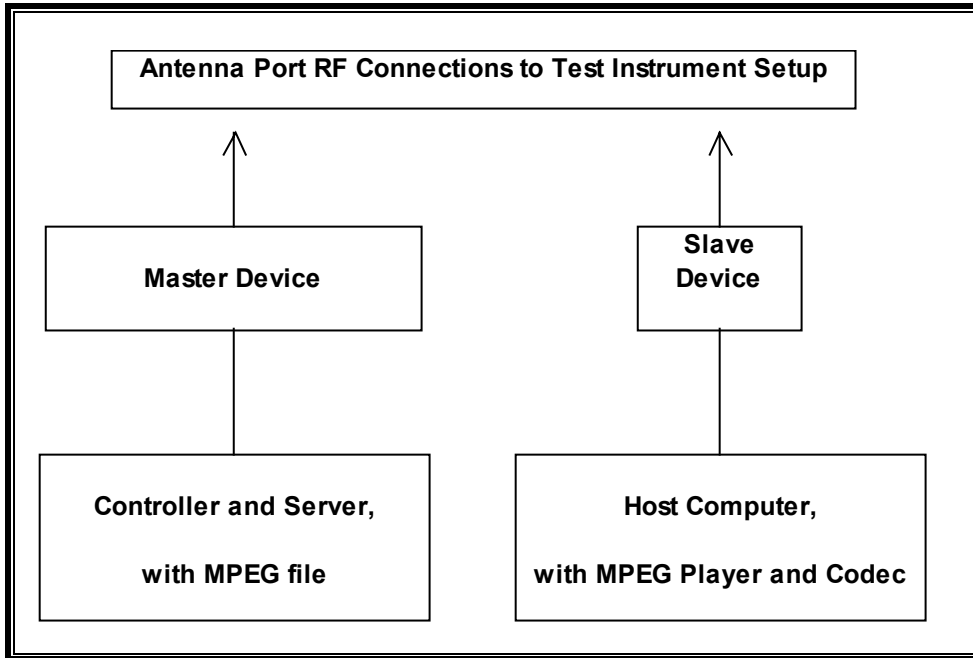 Antenna Port RF Connections to Test Instrument Setup
Master Device
Slave
Device
Controller and Server,
with MPEG file
Host Computer,
with MPEG Player and Codec